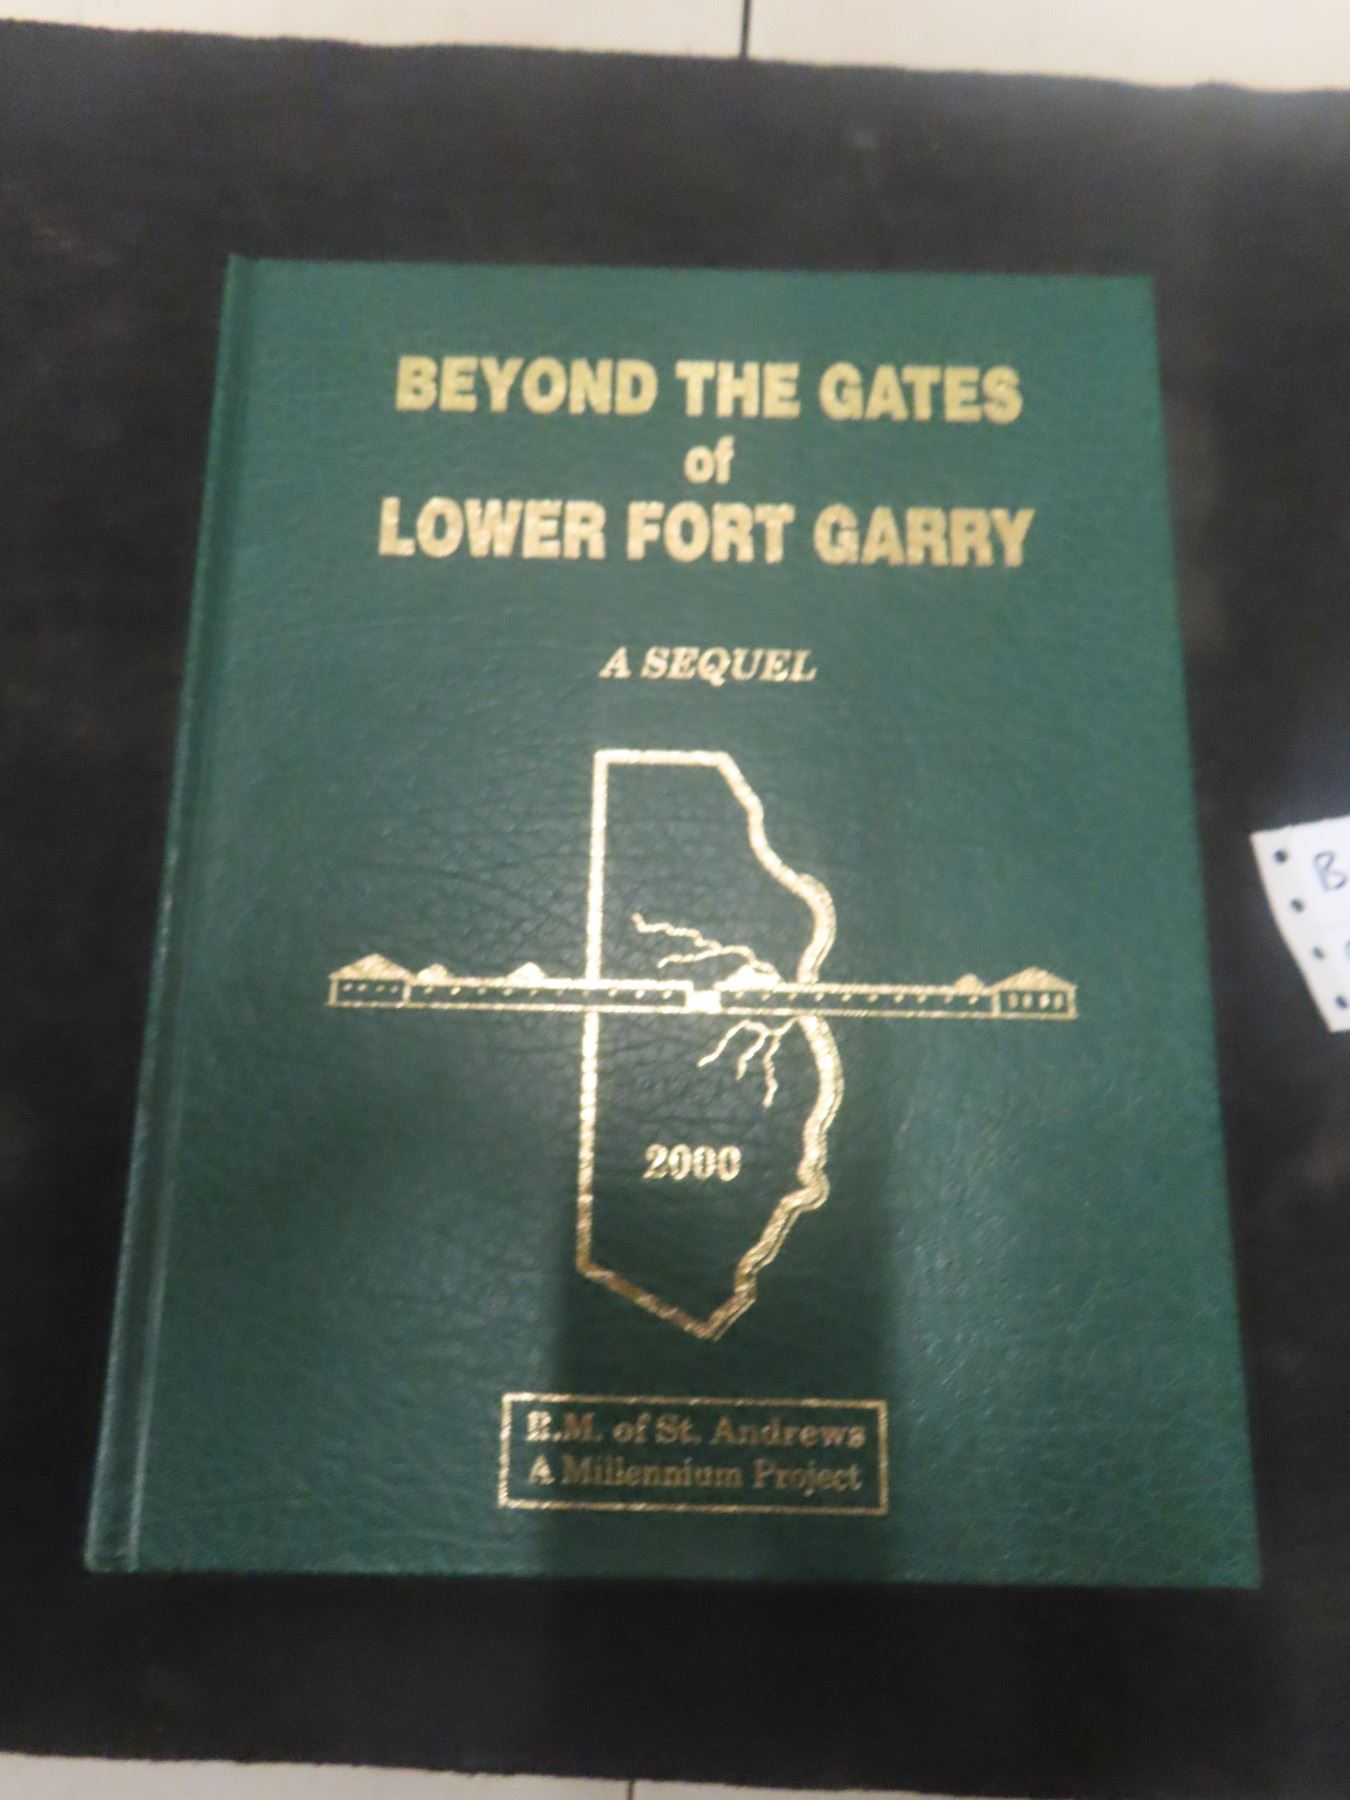 BEYOND THE GATES
of
LOWER FORT GARRY
A SEQUEL
2000
R.M. of St. Andrews
A Millennium Project